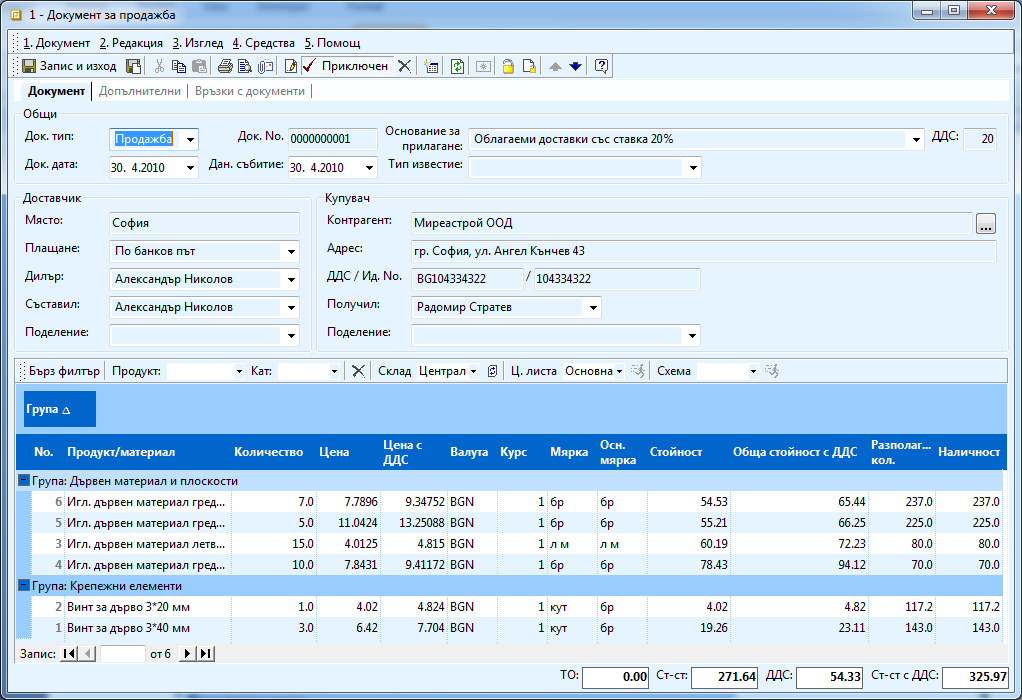 1 - Документ за продажба
1. Документ 2. Редакция 3. Изглед 4. Средства 5. Помощ
Запис и изход Приключен
Документ Допълнителни Връзки с документи
Общи
Док. тип: Продажба Док. No. 0000000001 Основание за прилагане: Облагаеми доставки със ставка 20% ДДС: 20
Док. дата: 30. 4.2010 Дан. събитие: 30. 4.2010 Тип известие:
Доставчик Купувач
Място: София Контрагент: Миреастрой ООД ...
Плащане: По банков път Адрес: гр. София, ул. Ангел Кънчев 43
Дилър: Александър Николов ДДС / Ид. No. BG104334322 / 104334322
Съставил: Александър Николов Получил: Радомир Стратев
Поделение: Поделение:
Бърз филтър Продукт: Кат: Склад Централ Ц. листа Основна Схема
Група
No. Продукт/материал Количество Цена Цена с ДДС Валута Курс Мярка Осн. мярка Стойност Обща стойност с ДДС Разполаг... кол. Наличност
Група: Дървен материал и плоскости
6 Игл. дървен материал гред... 7.0 7.7896 9.34752 BGN 1 бр бр 54.53 65.44 237.0 237.0
5 Игл. дървен материал гред... 5.0 11.0424 13.25088 BGN 1 бр бр 55.21 66.25 225.0 225.0
3 Игл. дървен материал летв... 15.0 4.0125 4.815 BGN 1 л м л м 60.19 72.23 80.0 80.0
4 Игл. дървен материал гред... 10.0 7.8431 9.41172 BGN 1 бр бр 78.43 94.12 70.0 70.0
Група: Крепежни елементи
2 Винт за дърво 3*20 мм 1.0 4.02 4.824 BGN 1 кут бр 4.02 4.82 117.2 117.2
1 Винт за дърво 3*40 мм 3.0 6.42 7.704 BGN 1 кут бр 19.26 23.11 143.0 143.0
Запис: от 6
ТО: 0.00 Ст-ст: 271.64 ДДС: 54.33 Ст-ст с ДДС: 325.97